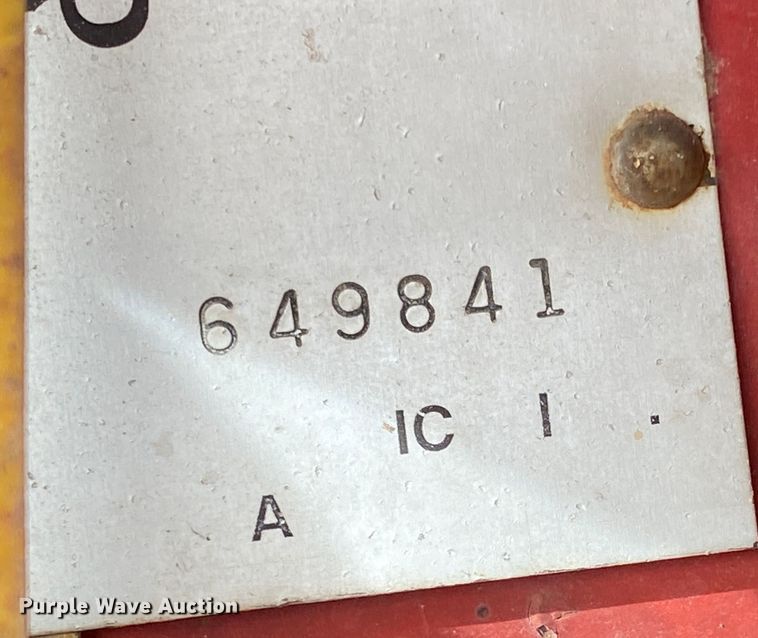 649841
IC I .
A
Purple Wave Auction